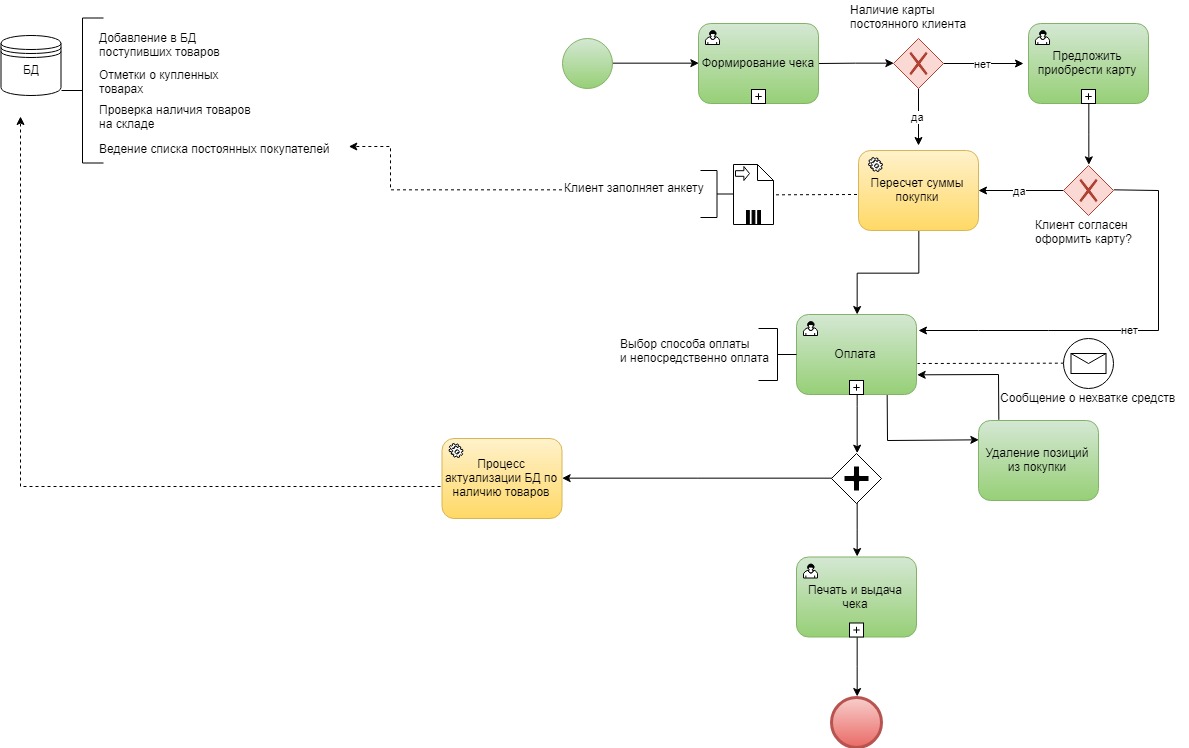 Наличие карты
постоянного клиента
БД
Добавление в БД
поступивших товаров
Отметки о купленных
товарах
Проверка наличия товаров
на складе
Ведение списка постоянных покупателей
Формирование чека
нет
Предложить
приобрести карту
да
Клиент заполняет анкету
Пересчет суммы
покупки
да
Клиент согласен
оформить карту?
нет
Выбор способа оплаты
и непосредственно оплата
Оплата
Сообщение о нехватке средств
Удаление позиций
из покупки
Процесс
актуализации БД по
наличию товаров
Печать и выдача
чека